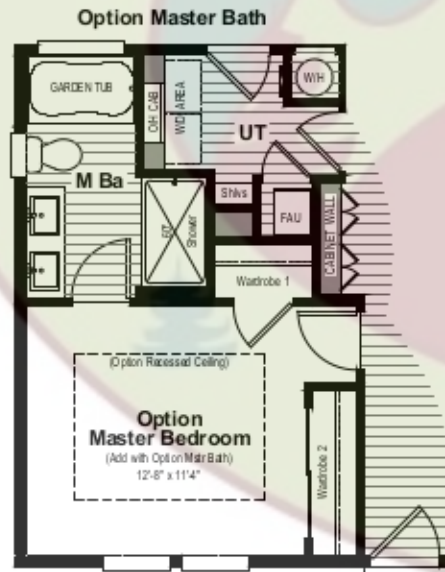 Option Master Bath
GARDEN TUB
OH CAB
W/D AREA
W/H
UT
M Ba
Shlvs
FAU
Shower
CABINET WALL
Wardrobe 1
(Option Recessed Ceiling)
Option
Master Bedroom
(Add with Option Mstr Bath)
12'-8" x 11'4"
Wardrobe 2